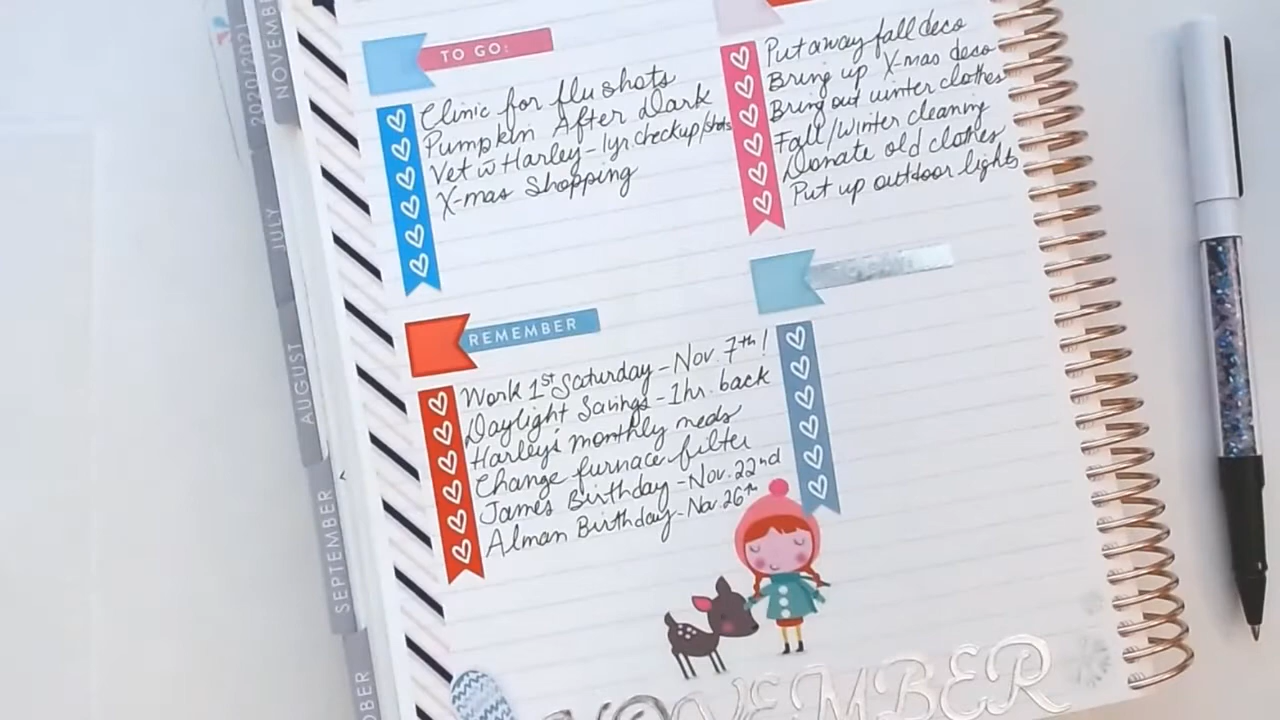 2020/2021
NOVEMBE
JULY
AUGUST
SEPTEMBER
OBER
TO GO:
Clinic for flu shots
Pumpkin After Dark
Vet w̄ Harley - 1yr checkup/shots
X-mas Shopping
Put away fall deco
Bring up X-mas deco
Bring out winter clothes
Fall/Winter cleaning
Donate old clothes
Put up outdoor lights
REMEMBER
Work 1st Saturday - Nov. 7th!
Daylight Savings - 1hr. back
Harley's monthly meds
Change furnace filter
James Birthday - Nov. 22nd
Alman Birthday - Nov. 26th
NOVEMBER